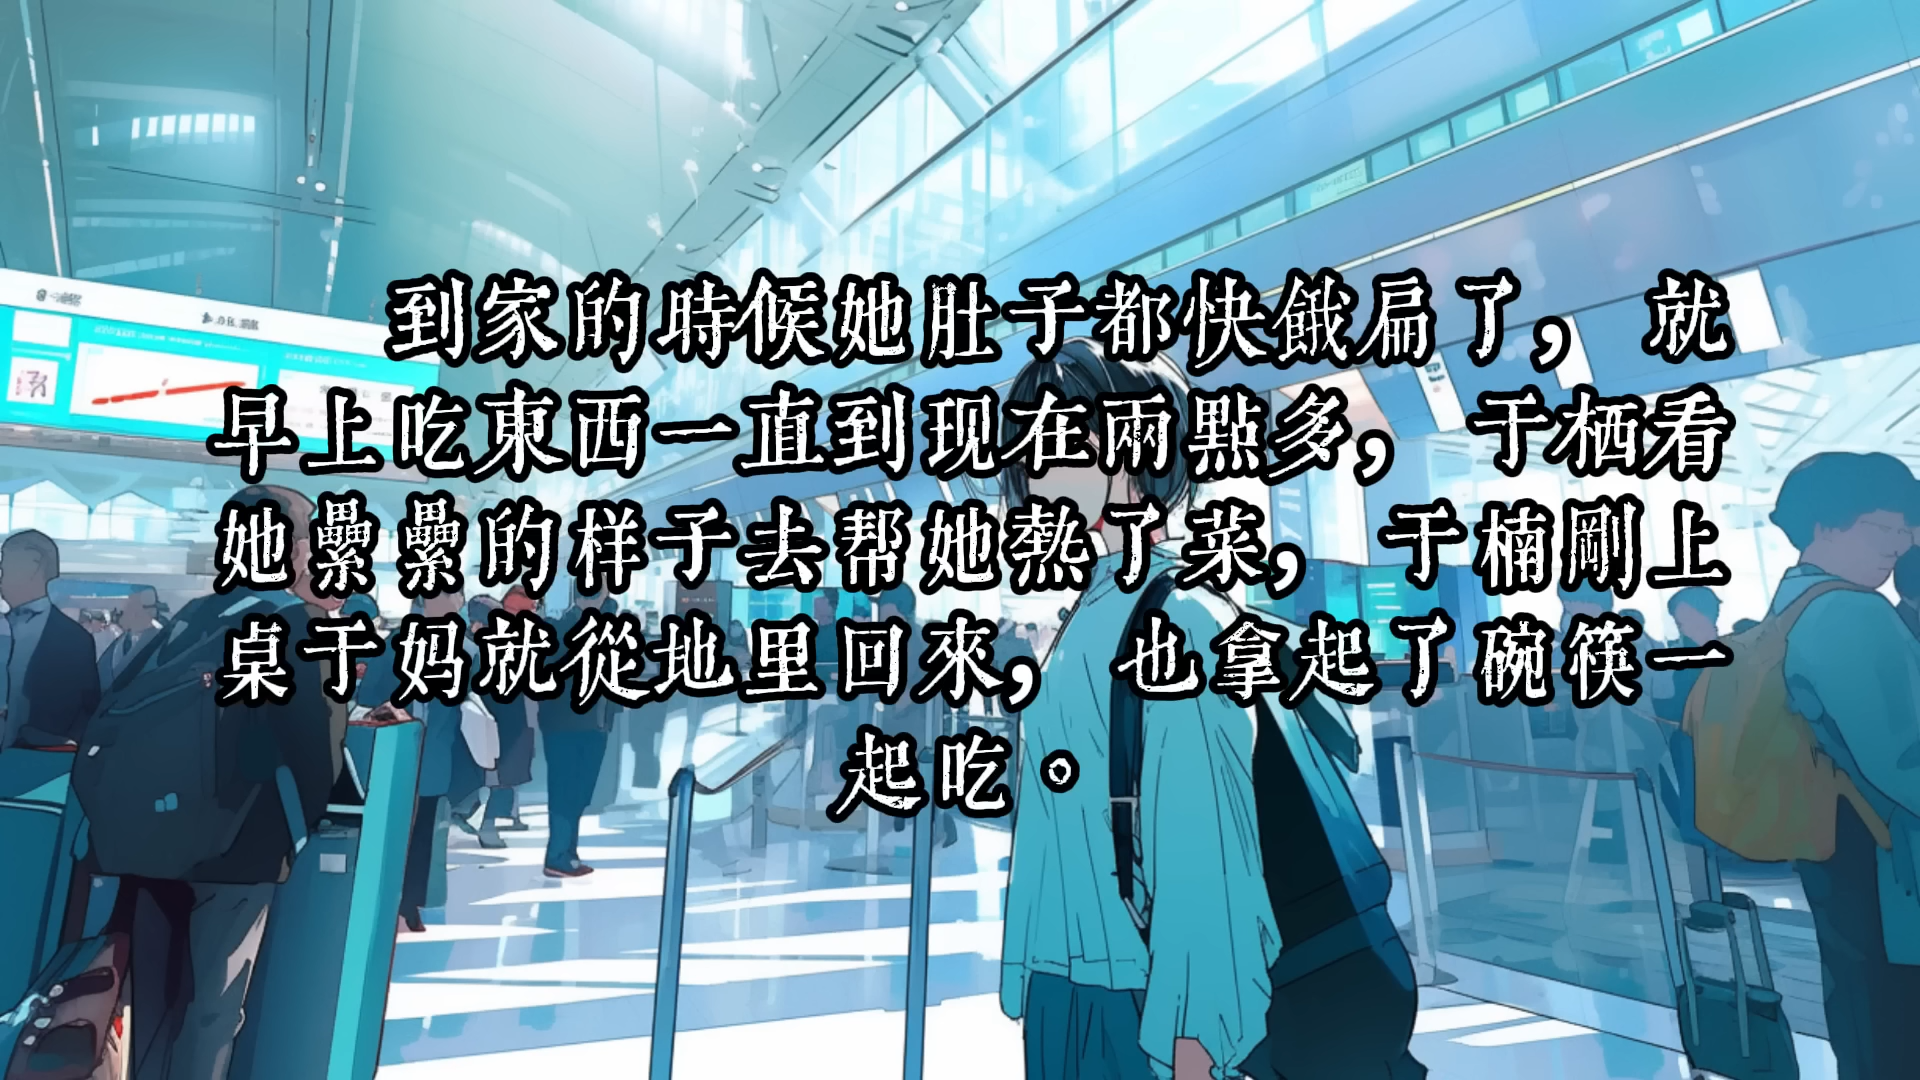 到家的時候她肚子都快餓扁了，就
早上吃東西一直到现在兩點多，于栖看
她纍纍的样子去帮她熱了菜，于楠剛上
桌于妈就從地里回來，也拿起了碗筷一
起吃。